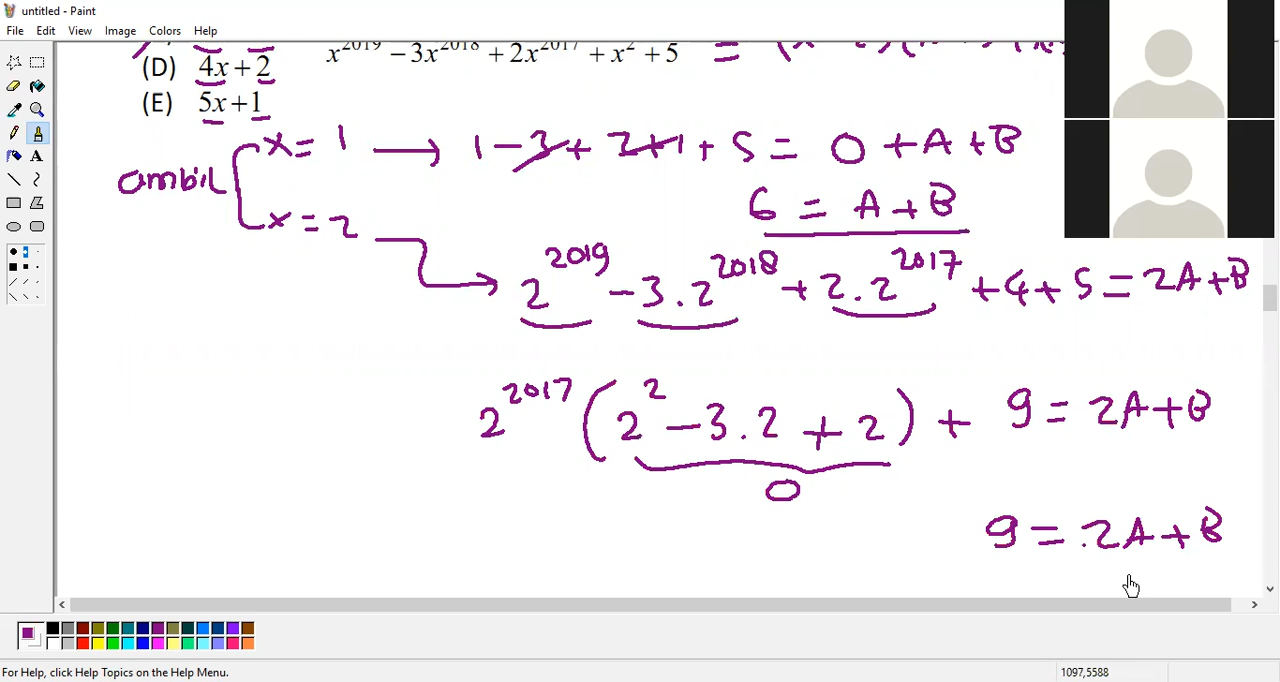 untitled - Paint
File Edit View Image Colors Help
(D) 4x + 2
x^2019 − 3x^2018 + 2x^2017 + x^2 + 5 =
(E) 5x + 1
ambil
x = 1 → 1 − 3 + 2 + 1 + 5 = 0 + A + B
6 = A + B
x = 2
2^2019 − 3.2^2018 + 2.2^2017 + 4 + 5 = 2A + B
2^2017 (2^2 − 3.2 + 2) + 9 = 2A + B
0
9 = 2A + B
For Help, click Help Topics on the Help Menu.
1097,5588